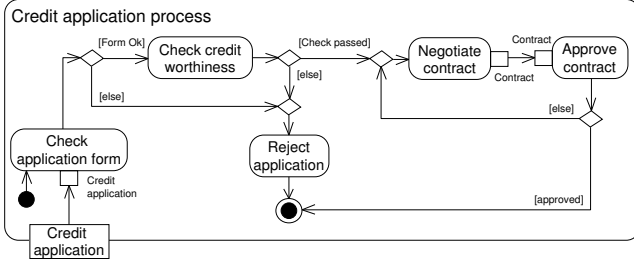 Credit application process
[Form Ok]
Check credit
worthiness
[Check passed]
Negotiate
contract
Contract
Contract
Approve
contract
[else]
[else]
[else]
Check
application form
Credit
application
Reject
application
[approved]
Credit
application